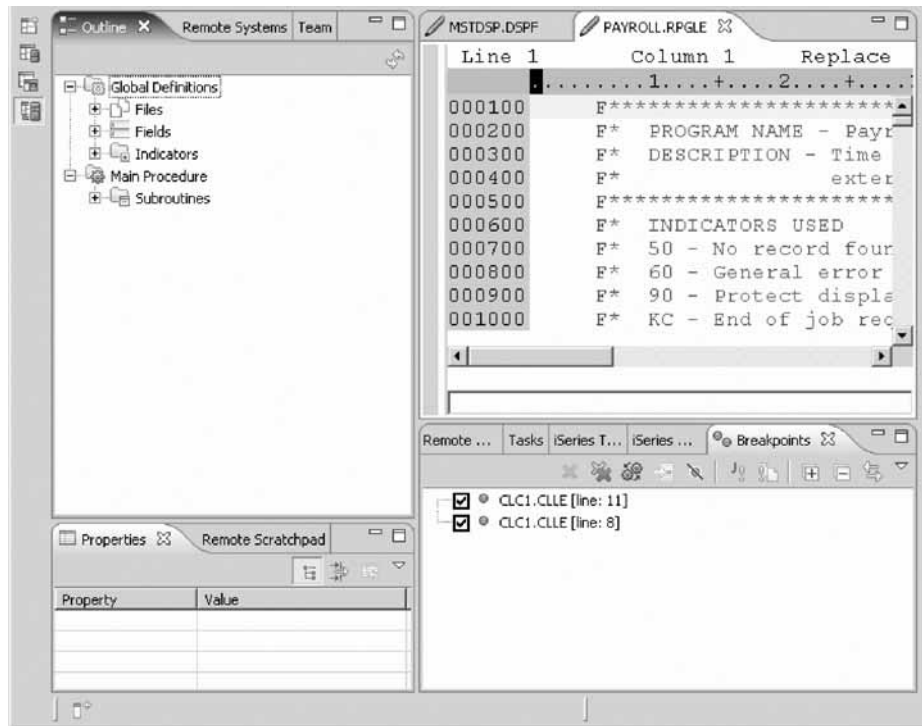 Outline Remote Systems Team
Global Definitions
Files
Fields
Indicators
Main Procedure
Subroutines
MSTDSP.DSPF PAYROLL.RPGLE
Line 1 Column 1 Replace
.........1....+....2....+....
000100 F**********************
000200 F* PROGRAM NAME - Payr
000300 F* DESCRIPTION - Time
000400 F* exter
000500 F**********************
000600 F* INDICATORS USED
000700 F* 50 - No record foun
000800 F* 60 - General error
000900 F* 90 - Protect displa
001000 F* KC - End of job req
Properties Remote Scratchpad
Property Value
Remote ... Tasks iSeries T... iSeries ... Breakpoints
CLC1.CLLE [line: 11]
CLC1.CLLE [line: 8]